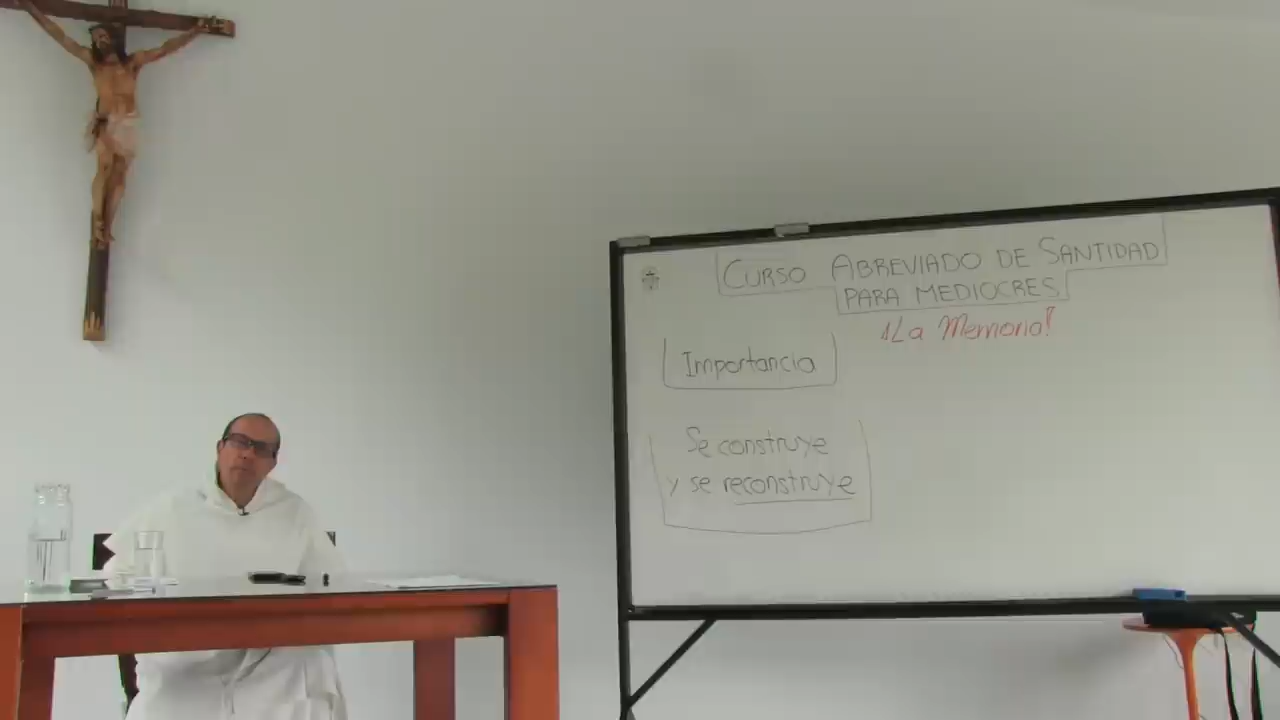 CURSO ABREVIADO DE SANTIDAD
PARA MEDIOCRES
¡La Memoria!
Importancia
Se construye
y se reconstruye